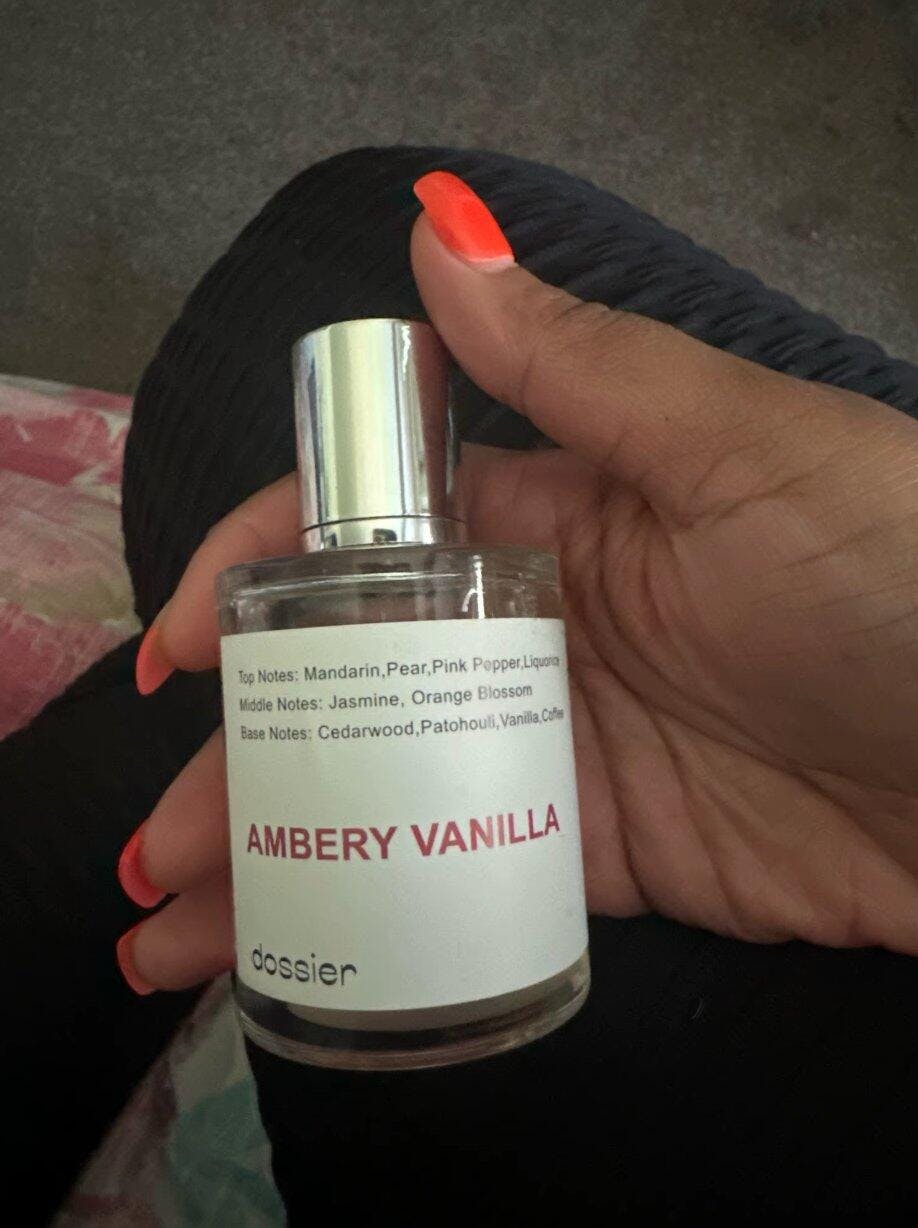 Top Notes: Mandarin,Pear,Pink Pepper,Liquorice
Middle Notes: Jasmine, Orange Blossom
Base Notes: Cedarwood,Patohouli,Vanilla,Coffee
AMBERY VANILLA
dossier